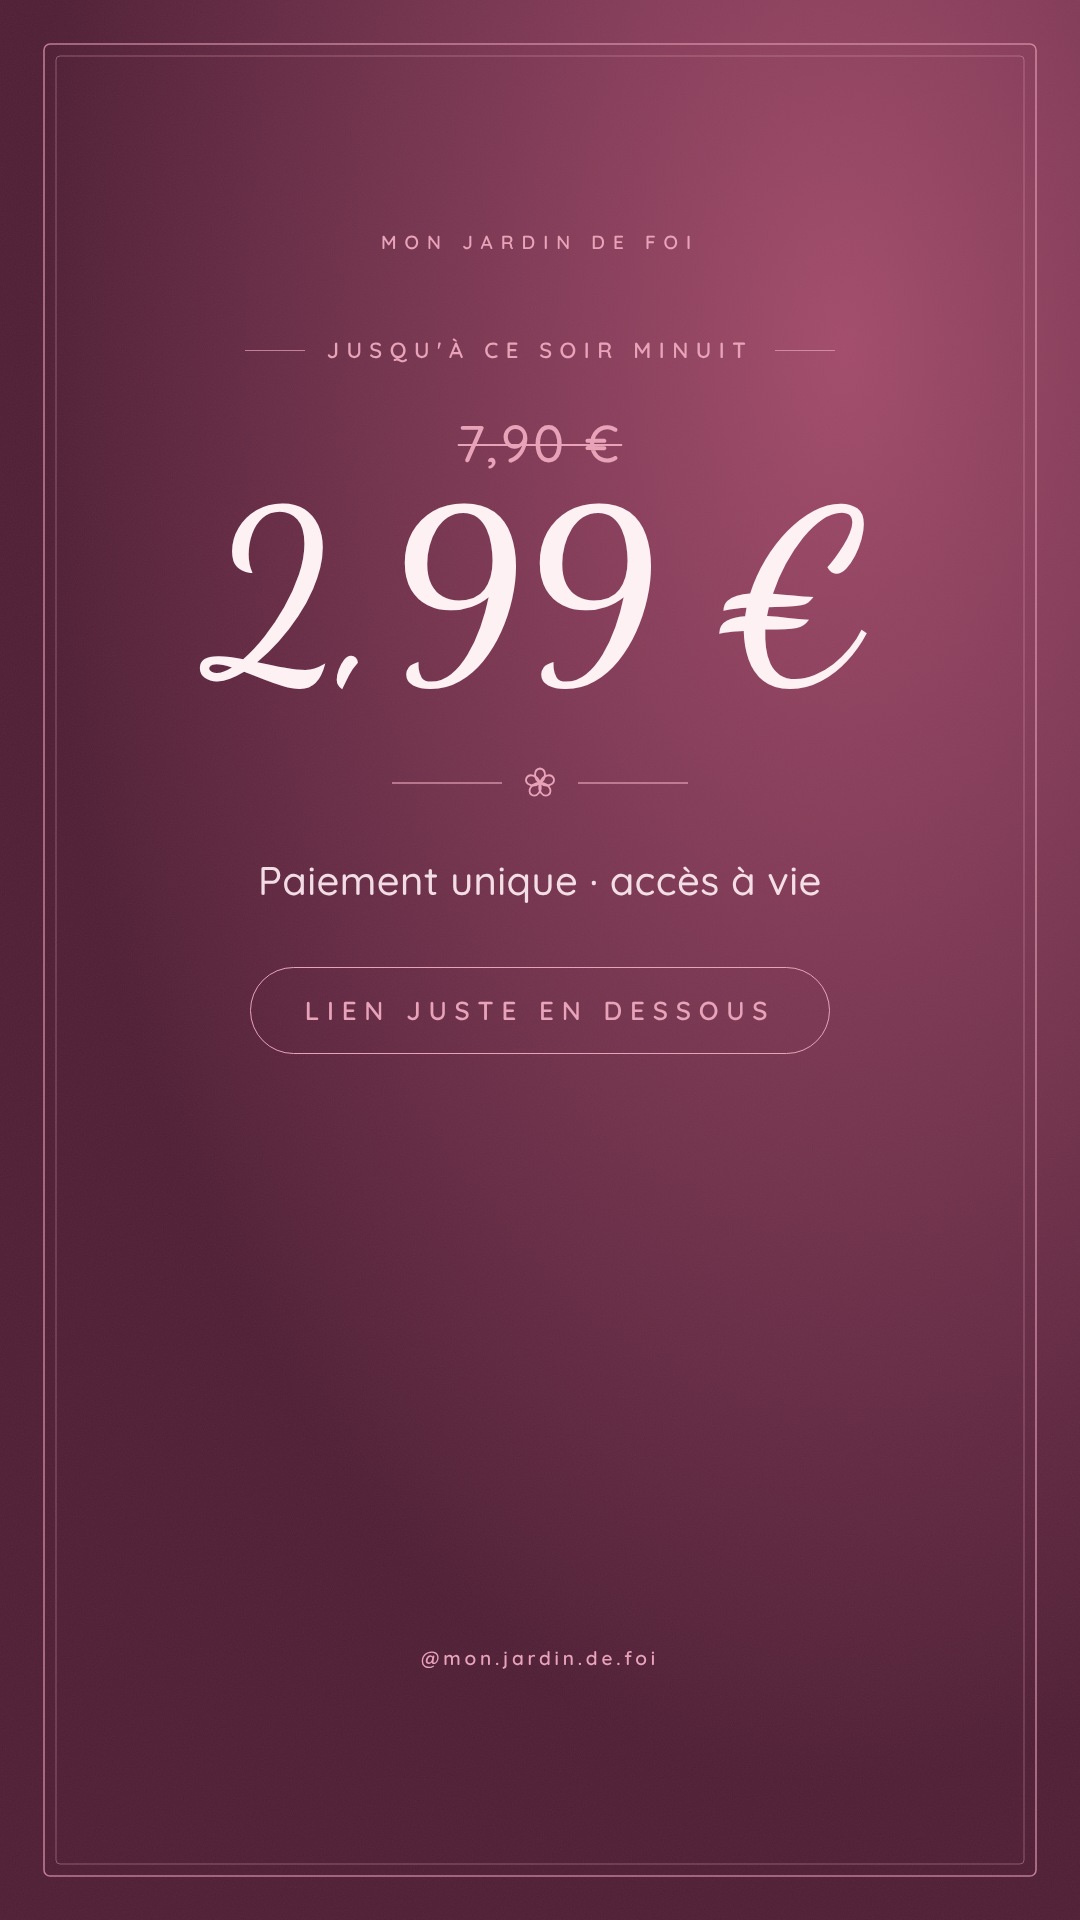 MON JARDIN DE FOI
JUSQU'À CE SOIR MINUIT
7,90 €
2,99 €
Paiement unique · accès à vie
LIEN JUSTE EN DESSOUS
@mon.jardin.de.foi